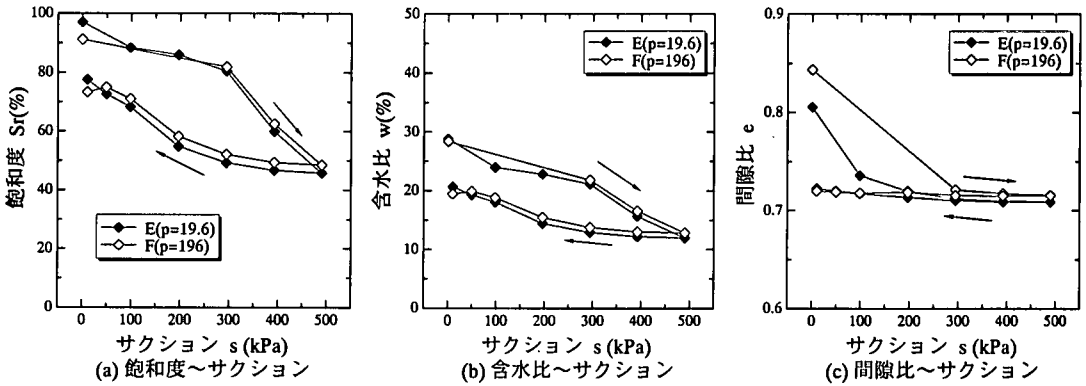 100
80
60
40
20
0
飽和度 Sr(%)
E(p=19.6)
F(p=196)
0 100 200 300 400 500
サクション s (kPa)
(a) 飽和度～サクション
50
40
30
20
10
0
含水比 w(%)
E(p=19.6)
F(p=196)
0 100 200 300 400 500
サクション s (kPa)
(b) 含水比～サクション
0.9
0.8
0.7
0.6
間隙比 e
E(p=19.6)
F(p=196)
0 100 200 300 400 500
サクション s (kPa)
(c) 間隙比～サクション